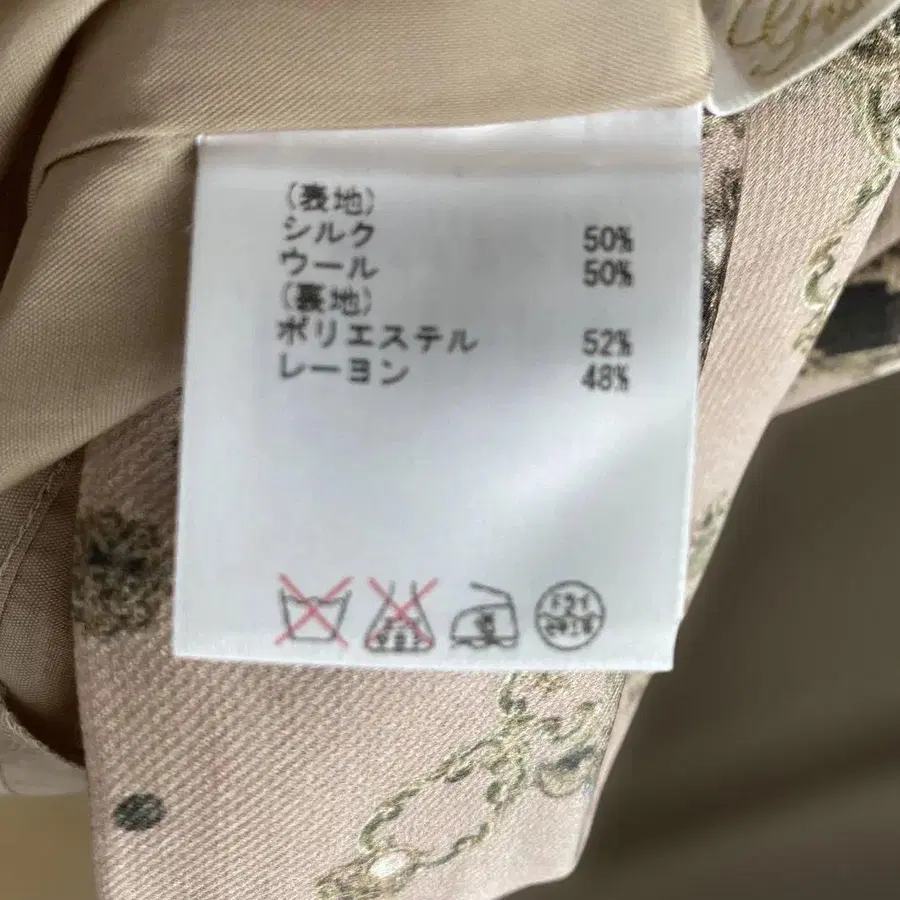 (表地)
シルク 50%
ウール 50%
(裏地)
ポリエステル 52%
レーヨン 48%